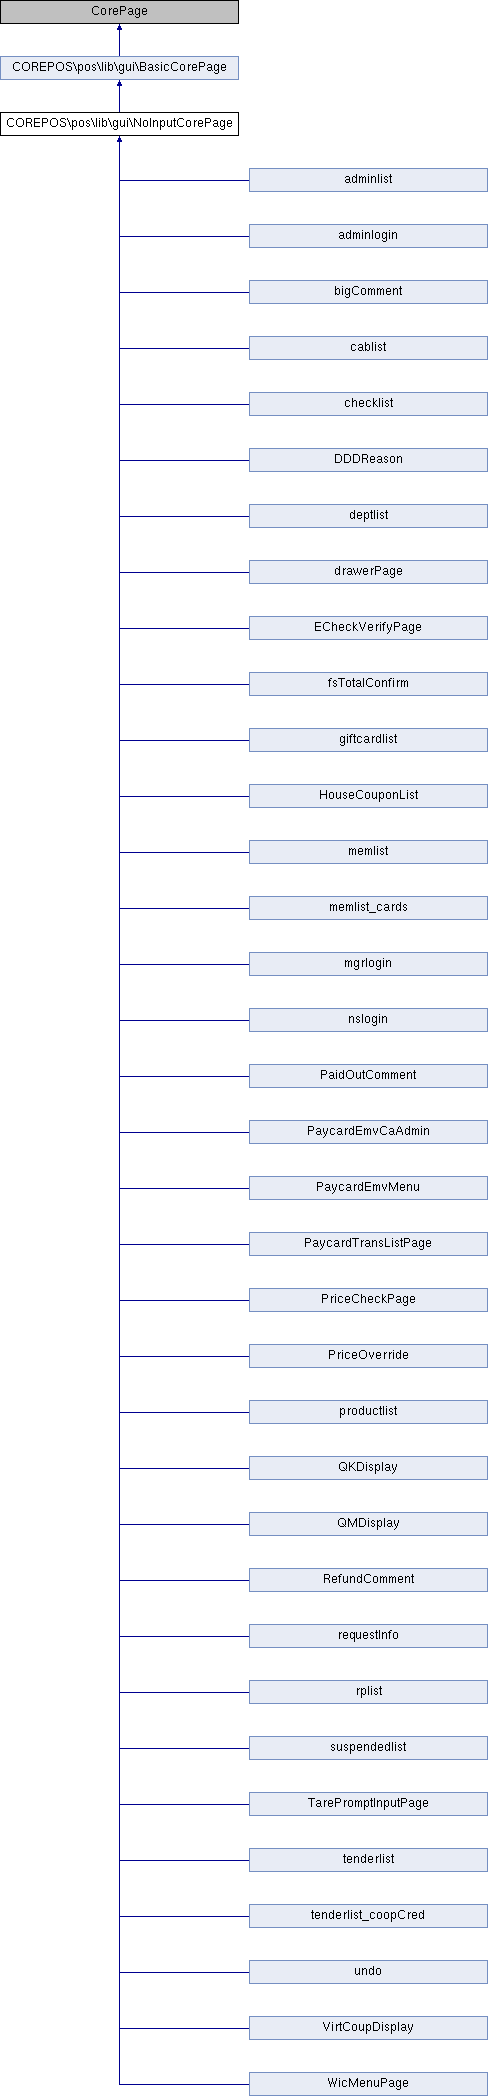 CorePage
COREPOS\pos\lib\gui\BasicCorePage
COREPOS\pos\lib\gui\NoInputCorePage
adminlist
adminlogin
bigComment
cablist
checklist
DDDReason
deptlist
drawerPage
ECheckVerifyPage
fsTotalConfirm
giftcardlist
HouseCouponList
memlist
memlist_cards
mgrlogin
nslogin
PaidOutComment
PaycardEmvCaAdmin
PaycardEmvMenu
PaycardTransListPage
PriceCheckPage
PriceOverride
productlist
QKDisplay
QMDisplay
RefundComment
requestInfo
rplist
suspendedlist
TarePromptInputPage
tenderlist
tenderlist_coopCred
undo
VirtCoupDisplay
WicMenuPage